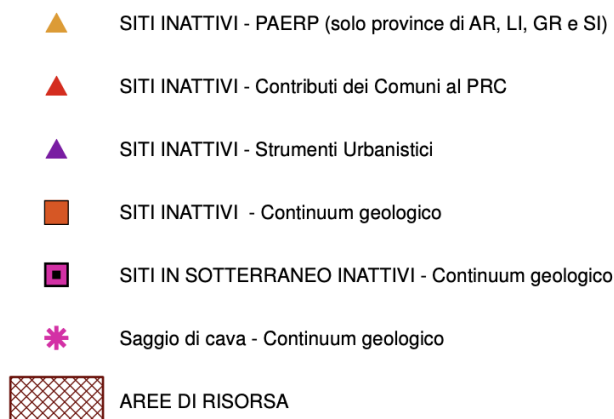 SITI INATTIVI - PAERP (solo province di AR, LI, GR e SI)
SITI INATTIVI - Contributi dei Comuni al PRC
SITI INATTIVI - Strumenti Urbanistici
SITI INATTIVI - Continuum geologico
SITI IN SOTTERRANEO INATTIVI - Continuum geologico
Saggio di cava - Continuum geologico
AREE DI RISORSA